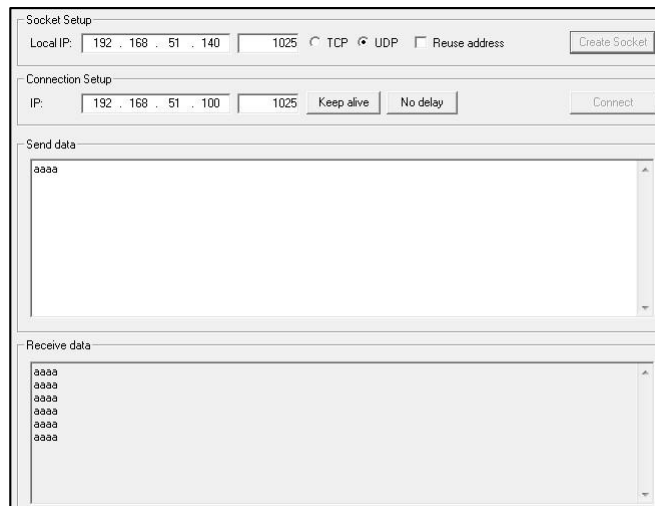 Socket Setup
Local IP: 192 . 168 . 51 . 140 1025 TCP UDP Reuse address Create Socket
Connection Setup
IP: 192 . 168 . 51 . 100 1025 Keep alive No delay Connect
Send data
aaaa
Receive data
aaaa
aaaa
aaaa
aaaa
aaaa
aaaa